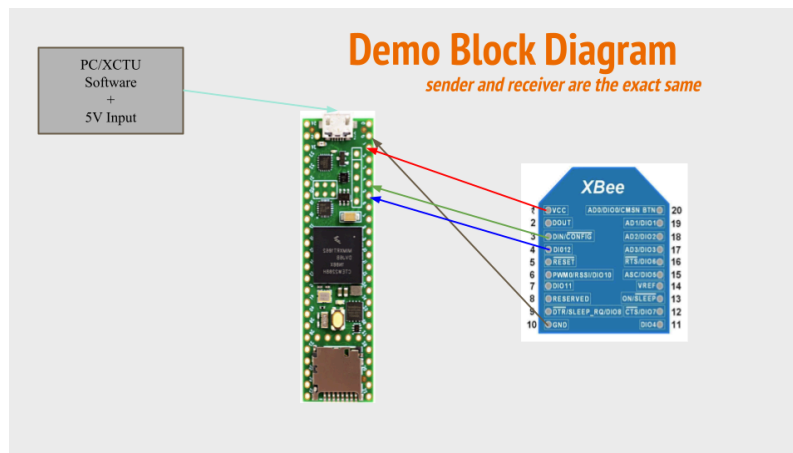 Demo Block Diagram
sender and receiver are the exact same
PC/XCTU
Software
+
5V Input
XBee
1 VCC AD0/DIO0/CMSN BTN 20
2 DOUT AD1/DIO1 19
3 DIN/CONFIG AD2/DIO2 18
4 DIO12 AD3/DIO3 17
5 RESET RTS/DIO6 16
6 PWM0/RSSI/DIO10 ASC/DIO5 15
7 DIO11 VREF 14
8 RESERVED ON/SLEEP 13
9 DTR/SLEEP_RQ/DIO8 CTS/DIO7 12
10 GND DIO4 11